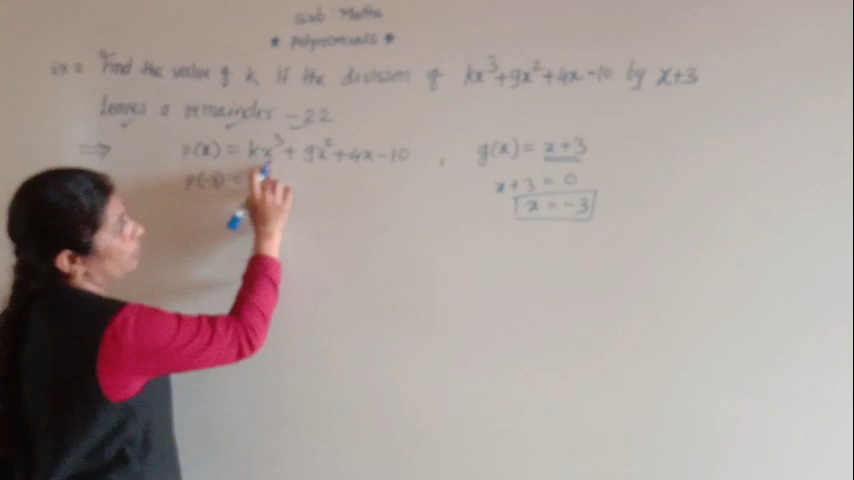 Sub: Maths
* Polynomials *
Ex: Find the value of k if the division of kx³+9x²+4x-10 by x+3
leaves a remainder -22
⇒ p(x) = kx³+9x²+4x-10 , g(x) = x+3
p(-3) = x+3 = 0
x = -3